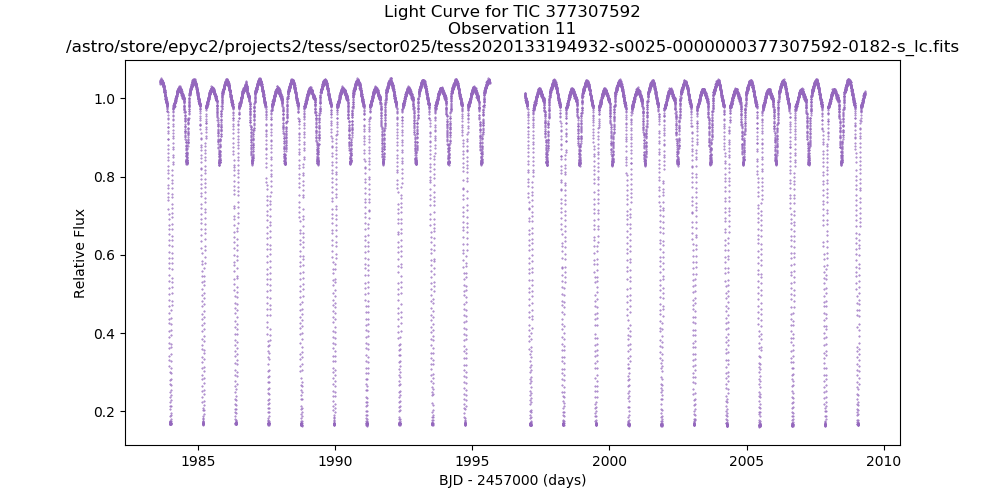 Light Curve for TIC 377307592
Observation 11
/astro/store/epyc2/projects2/tess/sector025/tess2020133194932-s0025-0000000377307592-0182-s_lc.fits
1.0
0.8
0.6
0.4
0.2
Relative Flux
1985 1990 1995 2000 2005 2010
BJD - 2457000 (days)